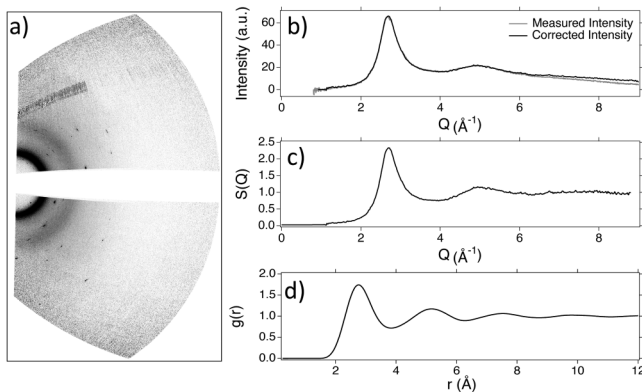 a)
b)
Intensity (a.u.)
60
40
20
0
Measured Intensity
Corrected Intensity
0 2 4 6 8
Q (Å⁻¹)
c)
S(Q)
2.5
2.0
1.5
1.0
0.5
0.0
0 2 4 6 8
Q (Å⁻¹)
d)
g(r)
2.0
1.5
1.0
0.5
0.0
2 4 6 8 10 12
r (Å)